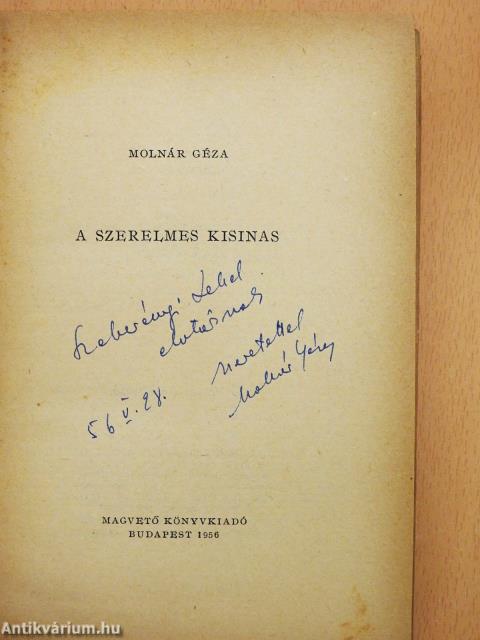 MOLNÁR GÉZA
A SZERELMES KISINAS
Szeberényi Lehel
elvtársnak
szeretettel
Molnár Géza
56 V. 28.
MAGVETŐ KÖNYVKIADÓ
BUDAPEST 1956
Antikvárium.hu